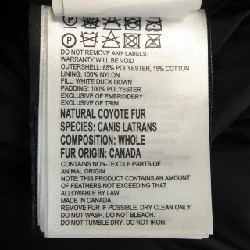 DO NOT REMOVE ANY LABELS-
WARRANTY WILL BE VOID
OUTERSHELL: 85% POLYESTER, 15% COTTON
LINING: 100% NYLON
FILL: WHITE DUCK DOWN
PADDING: 100% POLYESTER
EXCLUSIVE OF EMBROIDERY
EXCLUSIVE OF TRIM
NATURAL COYOTE FUR
SPECIES: CANIS LATRANS
COMPOSITION: WHOLE
FUR ORIGIN: CANADA
CONTAINS NON-TEXTILE PARTS OF
ANIMAL ORIGIN
NOTE: THIS PRODUCT CONTAINS AN AMOUNT
OF FEATHERS NOT EXCEEDING THAT
ALLOWED BY LAW
MADE IN CANADA
REMOVE FUR IF POSSIBLE. DRY CLEAN ONLY.
DO NOT WASH. DO NOT BLEACH.
DO NOT TUMBLE DRY. DO NOT IRON